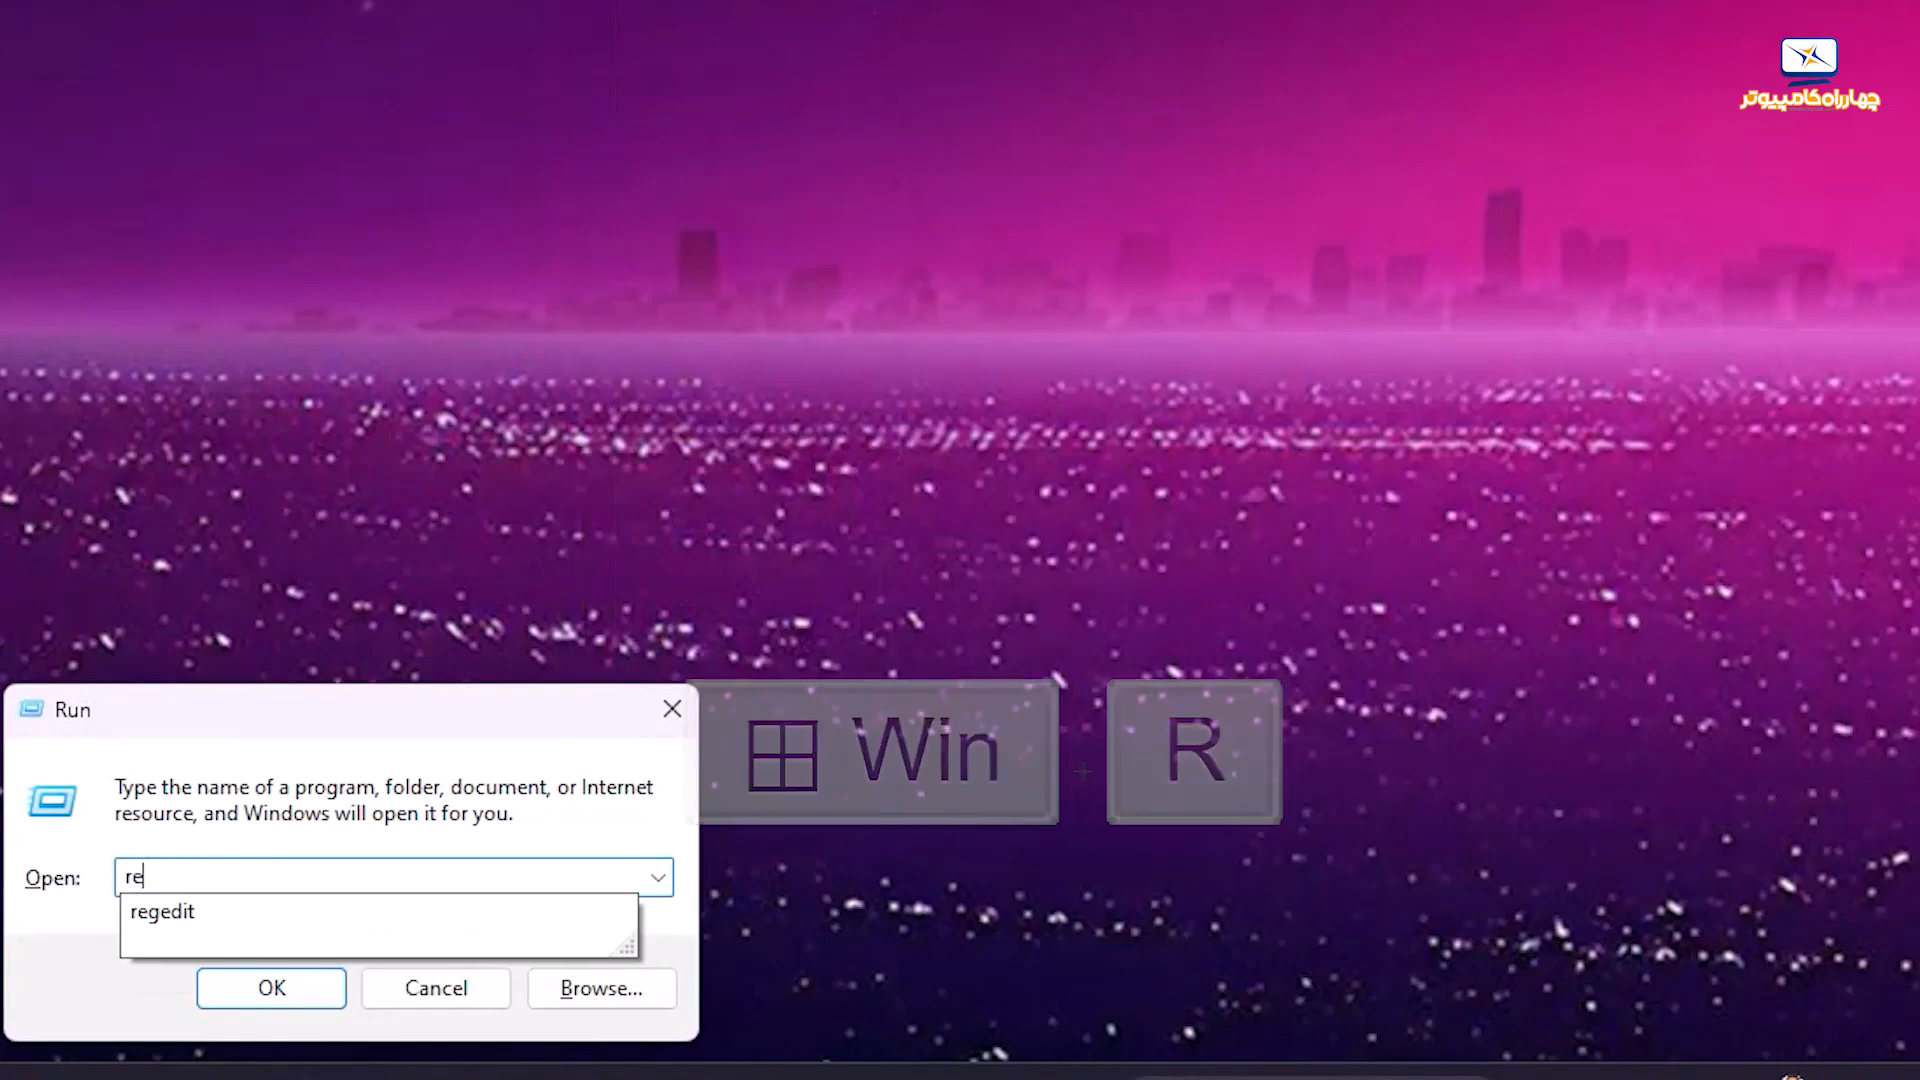 چهارراه کامپیوتر
Run
Type the name of a program, folder, document, or Internet
resource, and Windows will open it for you.
Open:
re
regedit
OK
Cancel
Browse...
Win + R